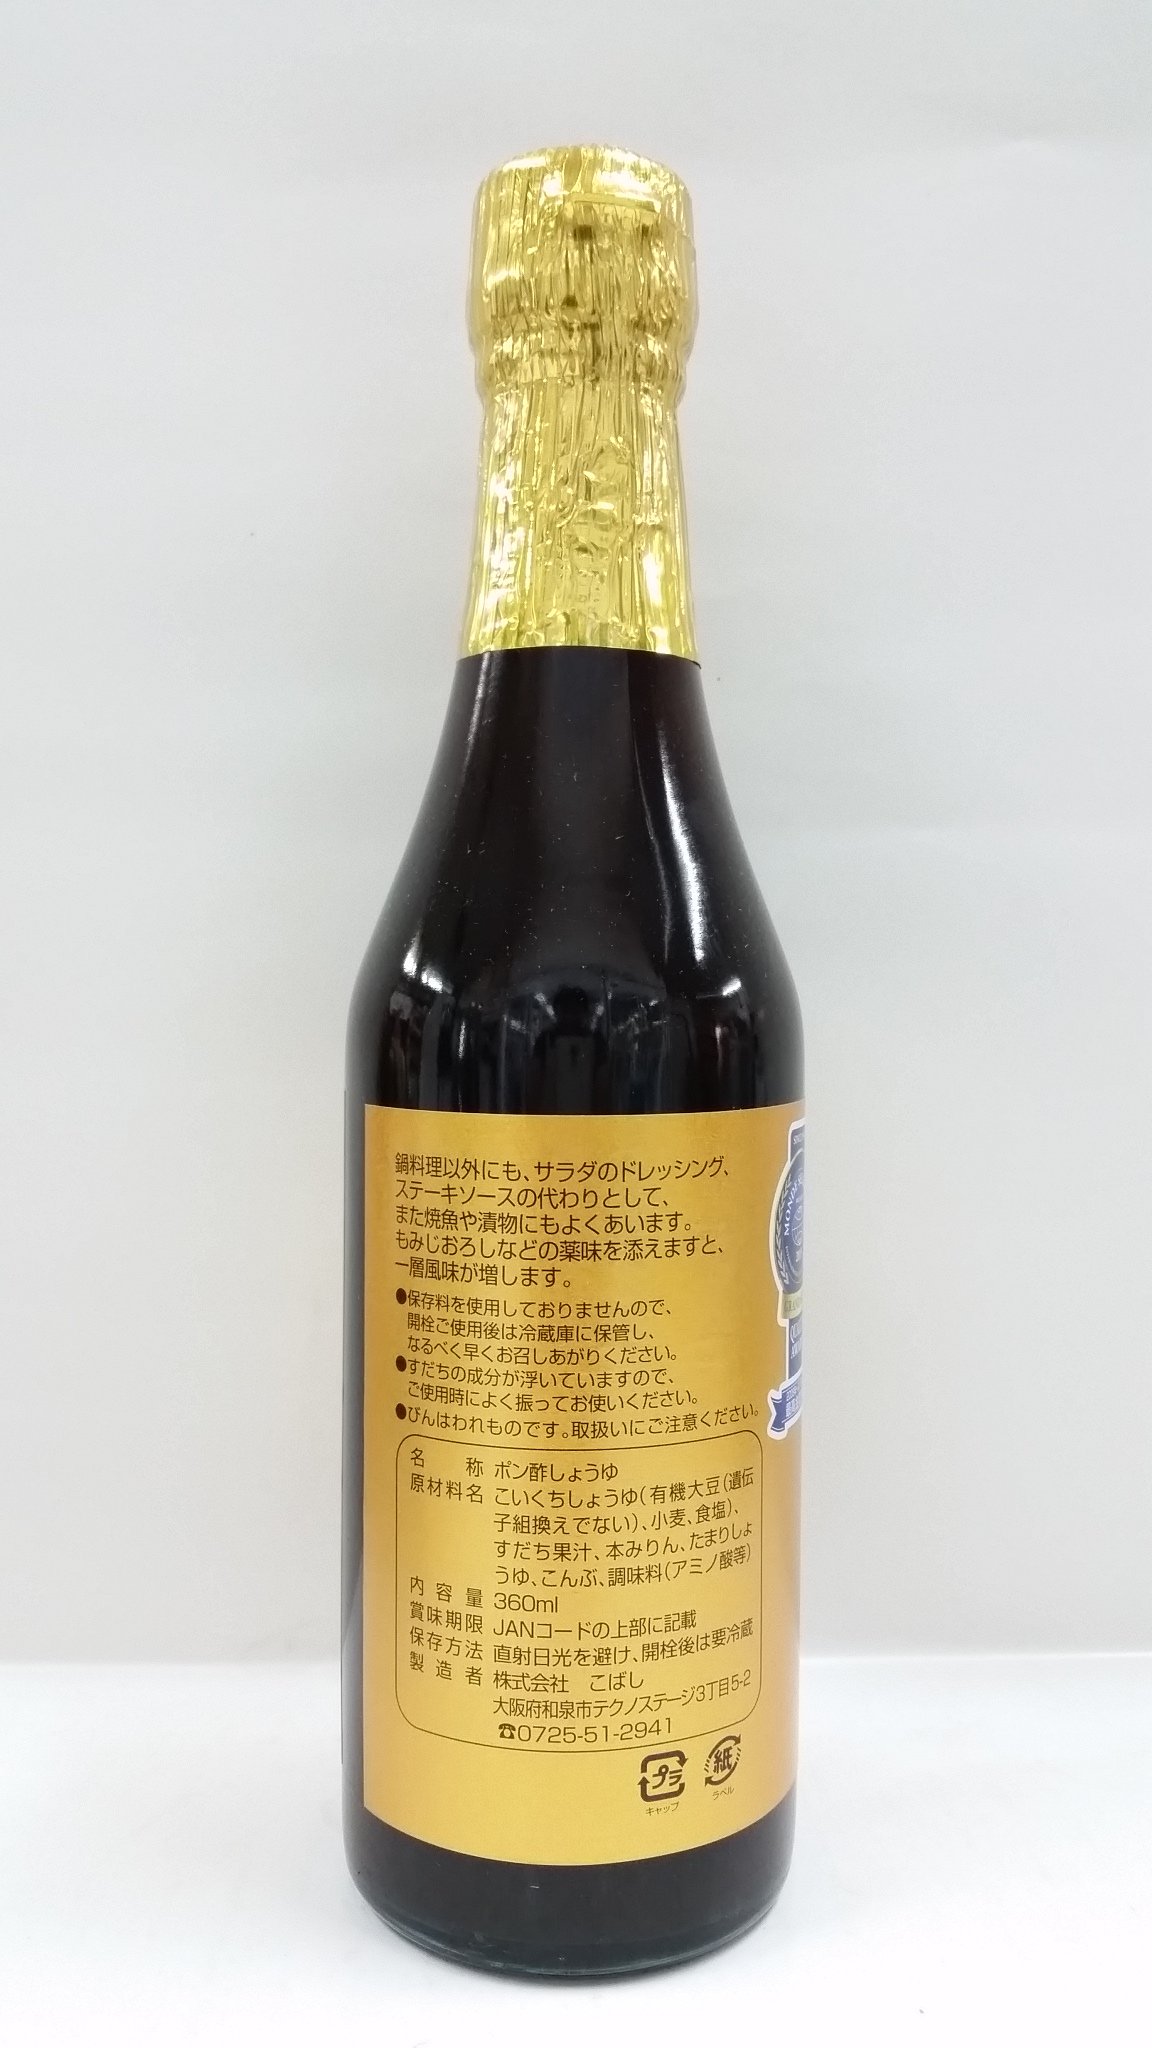 鍋料理以外にも、サラダのドレッシング、
ステーキソースの代わりとして、
また焼魚や漬物にもよくあいます。
もみじおろしなどの薬味を添えますと、
一層風味が増します。
●保存料を使用しておりませんので、
開栓ご使用後は冷蔵庫に保管し、
なるべく早くお召しあがりください。
●すだちの成分が浮いていますので、
ご使用時によく振ってお使いください。
●びんはわれものです。取扱いにご注意ください。
名称 ポン酢しょうゆ
原材料名 こいくちしょうゆ(有機大豆(遺伝
子組換えでない)、小麦、食塩)、
すだち果汁、本みりん、たまりしょ
うゆ、こんぶ、調味料(アミノ酸等)
内容量 360ml
賞味期限 JANコードの上部に記載
保存方法 直射日光を避け、開栓後は要冷蔵
製造者 株式会社 こばし
大阪府和泉市テクノステージ3丁目5-2
☎0725-51-2941
プラ
キャップ
紙
ラベル
MONDE